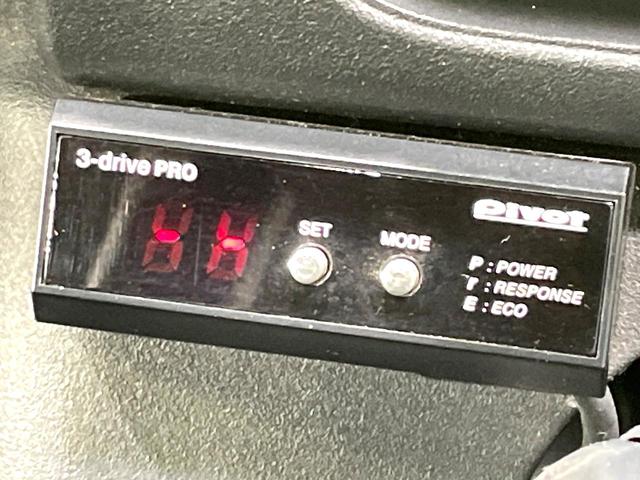 3-drive PRO
pivot
--
SET
MODE
P : POWER
r : RESPONSE
E : ECO